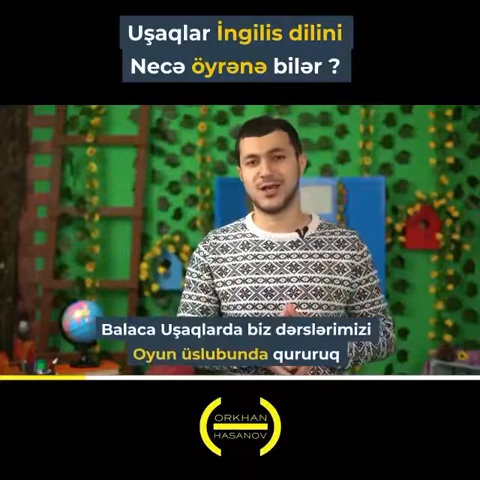 Uşaqlar İngilis dilini
Necə öyrənə bilər ?
Balaca Uşaqlarda biz dərslərimizi
Oyun üslubunda qururuq
ORKHAN
HASANOV